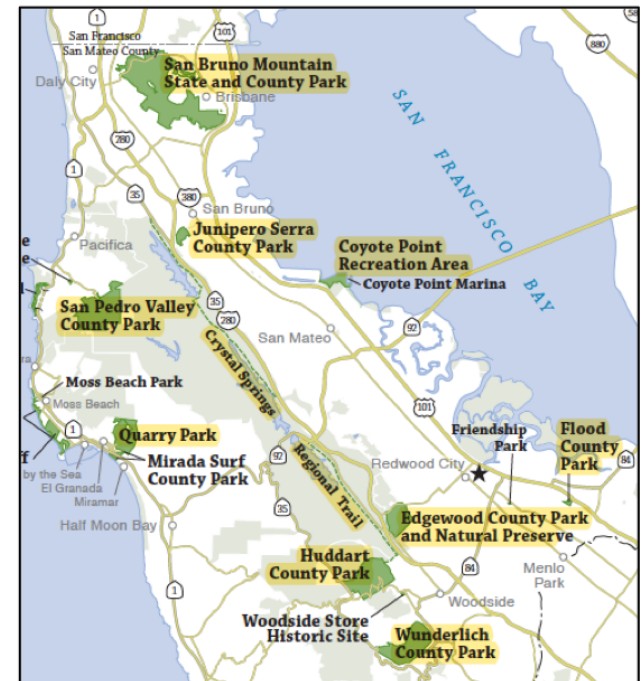 1
101
880
San Francisco
San Mateo County
San Bruno Mountain
State and County Park
Daly City
Brisbane
SAN FRANCISCO BAY
280
1
35
380
San Bruno
Junipero Serra
County Park
Pacifica
Coyote Point
Recreation Area
Coyote Point Marina
35
280
San Pedro Valley
County Park
San Mateo
92
Crystal Springs
Regional Trail
Moss Beach Park
Moss Beach
101
Quarry Park
1
Mirada Surf
County Park
by the Sea
El Granada
Miramar
92
35
Half Moon Bay
Friendship
Park
Flood
County
Park
84
Redwood City
Edgewood County Park
and Natural Preserve
Huddart
County Park
84
Menlo
Park
1
Woodside
Woodside Store
Historic Site
Wunderlich
County Park